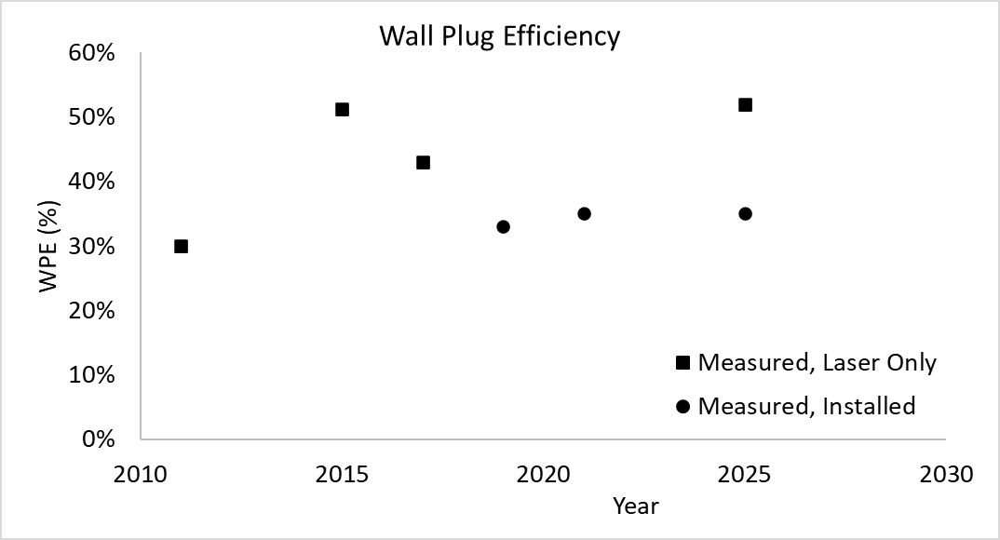 Wall Plug Efficiency
60%
50%
40%
30%
20%
10%
0%
WPE (%)
2010 2015 2020 2025 2030
Year
Measured, Laser Only
Measured, Installed